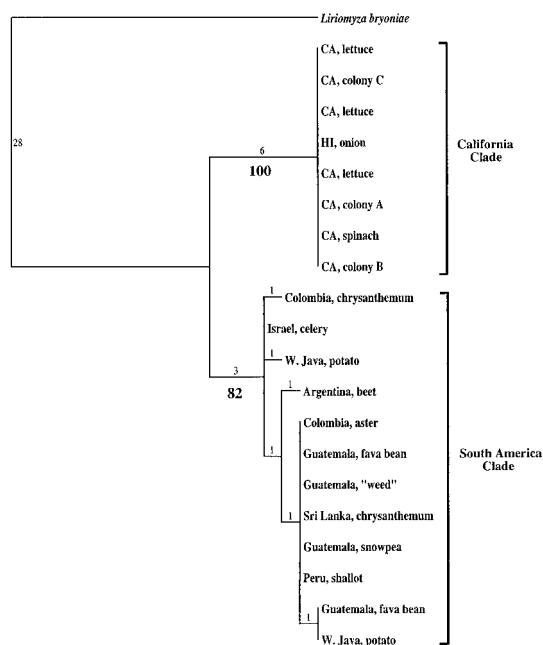 Liriomyza bryoniae
CA, lettuce
CA, colony C
CA, lettuce
28
HI, onion
6
100
CA, lettuce
California
Clade
CA, colony A
CA, spinach
CA, colony B
1
Colombia, chrysanthemum
Israel, celery
1
W. Java, potato
3
82
1
Argentina, beet
Colombia, aster
1
Guatemala, fava bean
South America
Clade
Guatemala, "weed"
1
Sri Lanka, chrysanthemum
Guatemala, snowpea
Peru, shallot
1
Guatemala, fava bean
W. Java, potato